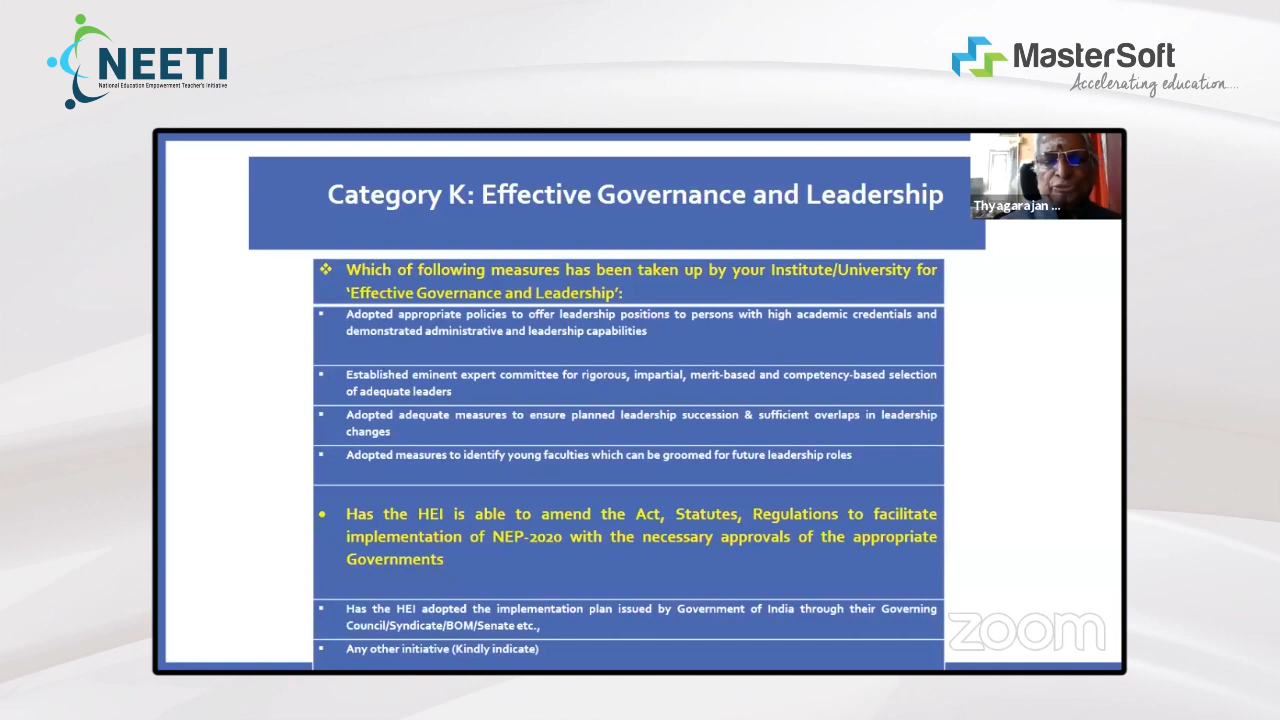 NEETI
National Education Empowerment Teacher's Initiative
MasterSoft
Accelerating education....
Category K: Effective Governance and Leadership
Thyagarajan ...
Which of following measures has been taken up by your Institute/University for
‘Effective Governance and Leadership’:
Adopted appropriate policies to offer leadership positions to persons with high academic credentials and
demonstrated administrative and leadership capabilities
Established eminent expert committee for rigorous, impartial, merit-based and competency-based selection
of adequate leaders
Adopted adequate measures to ensure planned leadership succession & sufficient overlaps in leadership
changes
Adopted measures to identify young faculties which can be groomed for future leadership roles
Has the HEI is able to amend the Act, Statutes, Regulations to facilitate
implementation of NEP-2020 with the necessary approvals of the appropriate
Governments
Has the HEI adopted the implementation plan issued by Government of India through their Governing
Council/Syndicate/BOM/Senate etc.,
Any other initiative (Kindly indicate)
zoom